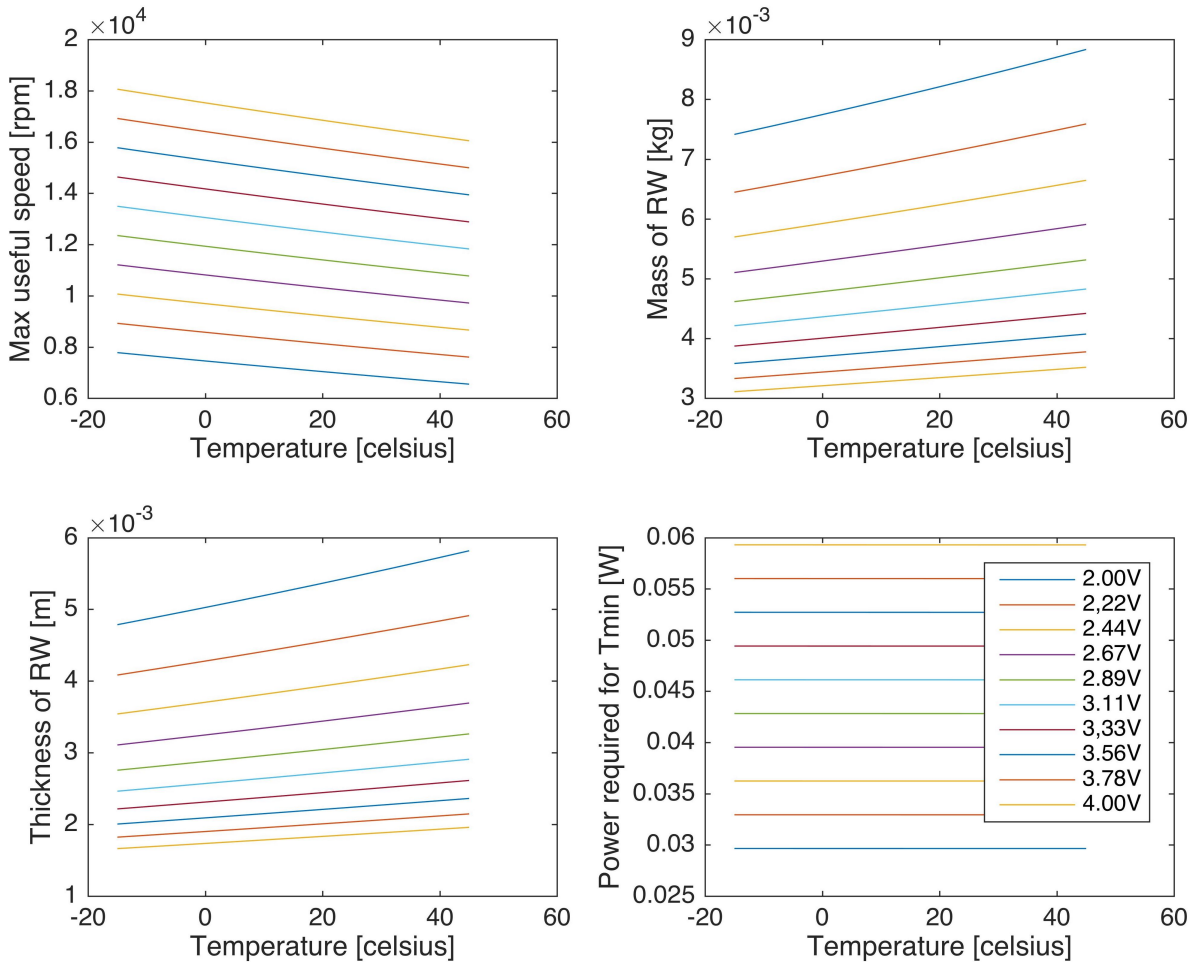 ×10⁴
2
1.8
1.6
1.4
1.2
1
0.8
0.6
-20 0 20 40 60
Max useful speed [rpm]
Temperature [celsius]
×10⁻³
9
8
7
6
5
4
3
-20 0 20 40 60
Mass of RW [kg]
Temperature [celsius]
×10⁻³
6
5
4
3
2
1
-20 0 20 40 60
Thickness of RW [m]
Temperature [celsius]
0.06
0.055
0.05
0.045
0.04
0.035
0.03
0.025
-20 0 20 40 60
Power required for Tmin [W]
Temperature [celsius]
2.00V
2,22V
2.44V
2.67V
2.89V
3.11V
3,33V
3.56V
3.78V
4.00V